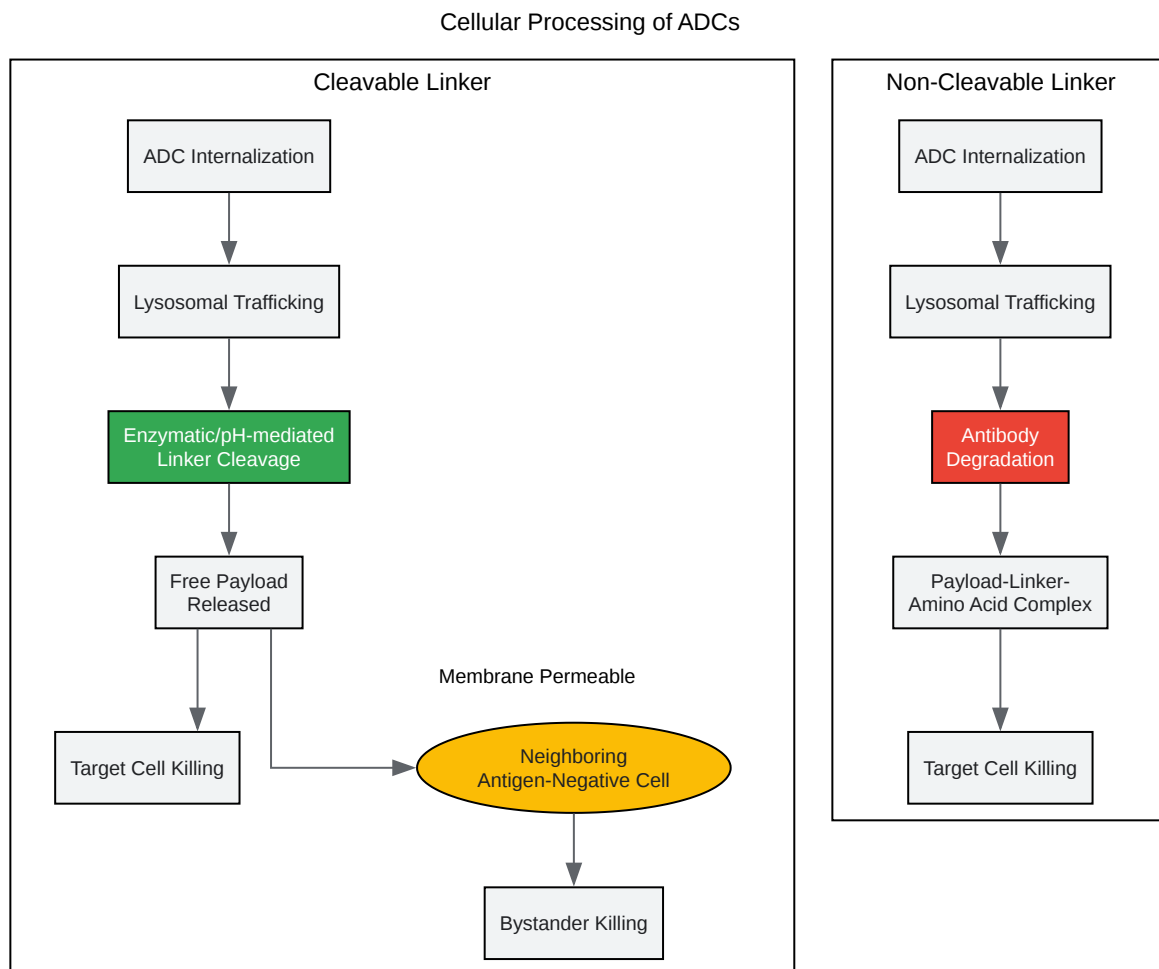 Cellular Processing of ADCs
Cleavable Linker
ADC Internalization
Lysosomal Trafficking
Enzymatic/pH-mediated
Linker Cleavage
Free Payload
Released
Membrane Permeable
Target Cell Killing
Neighboring
Antigen-Negative Cell
Bystander Killing
Non-Cleavable Linker
ADC Internalization
Lysosomal Trafficking
Antibody
Degradation
Payload-Linker-
Amino Acid Complex
Target Cell Killing